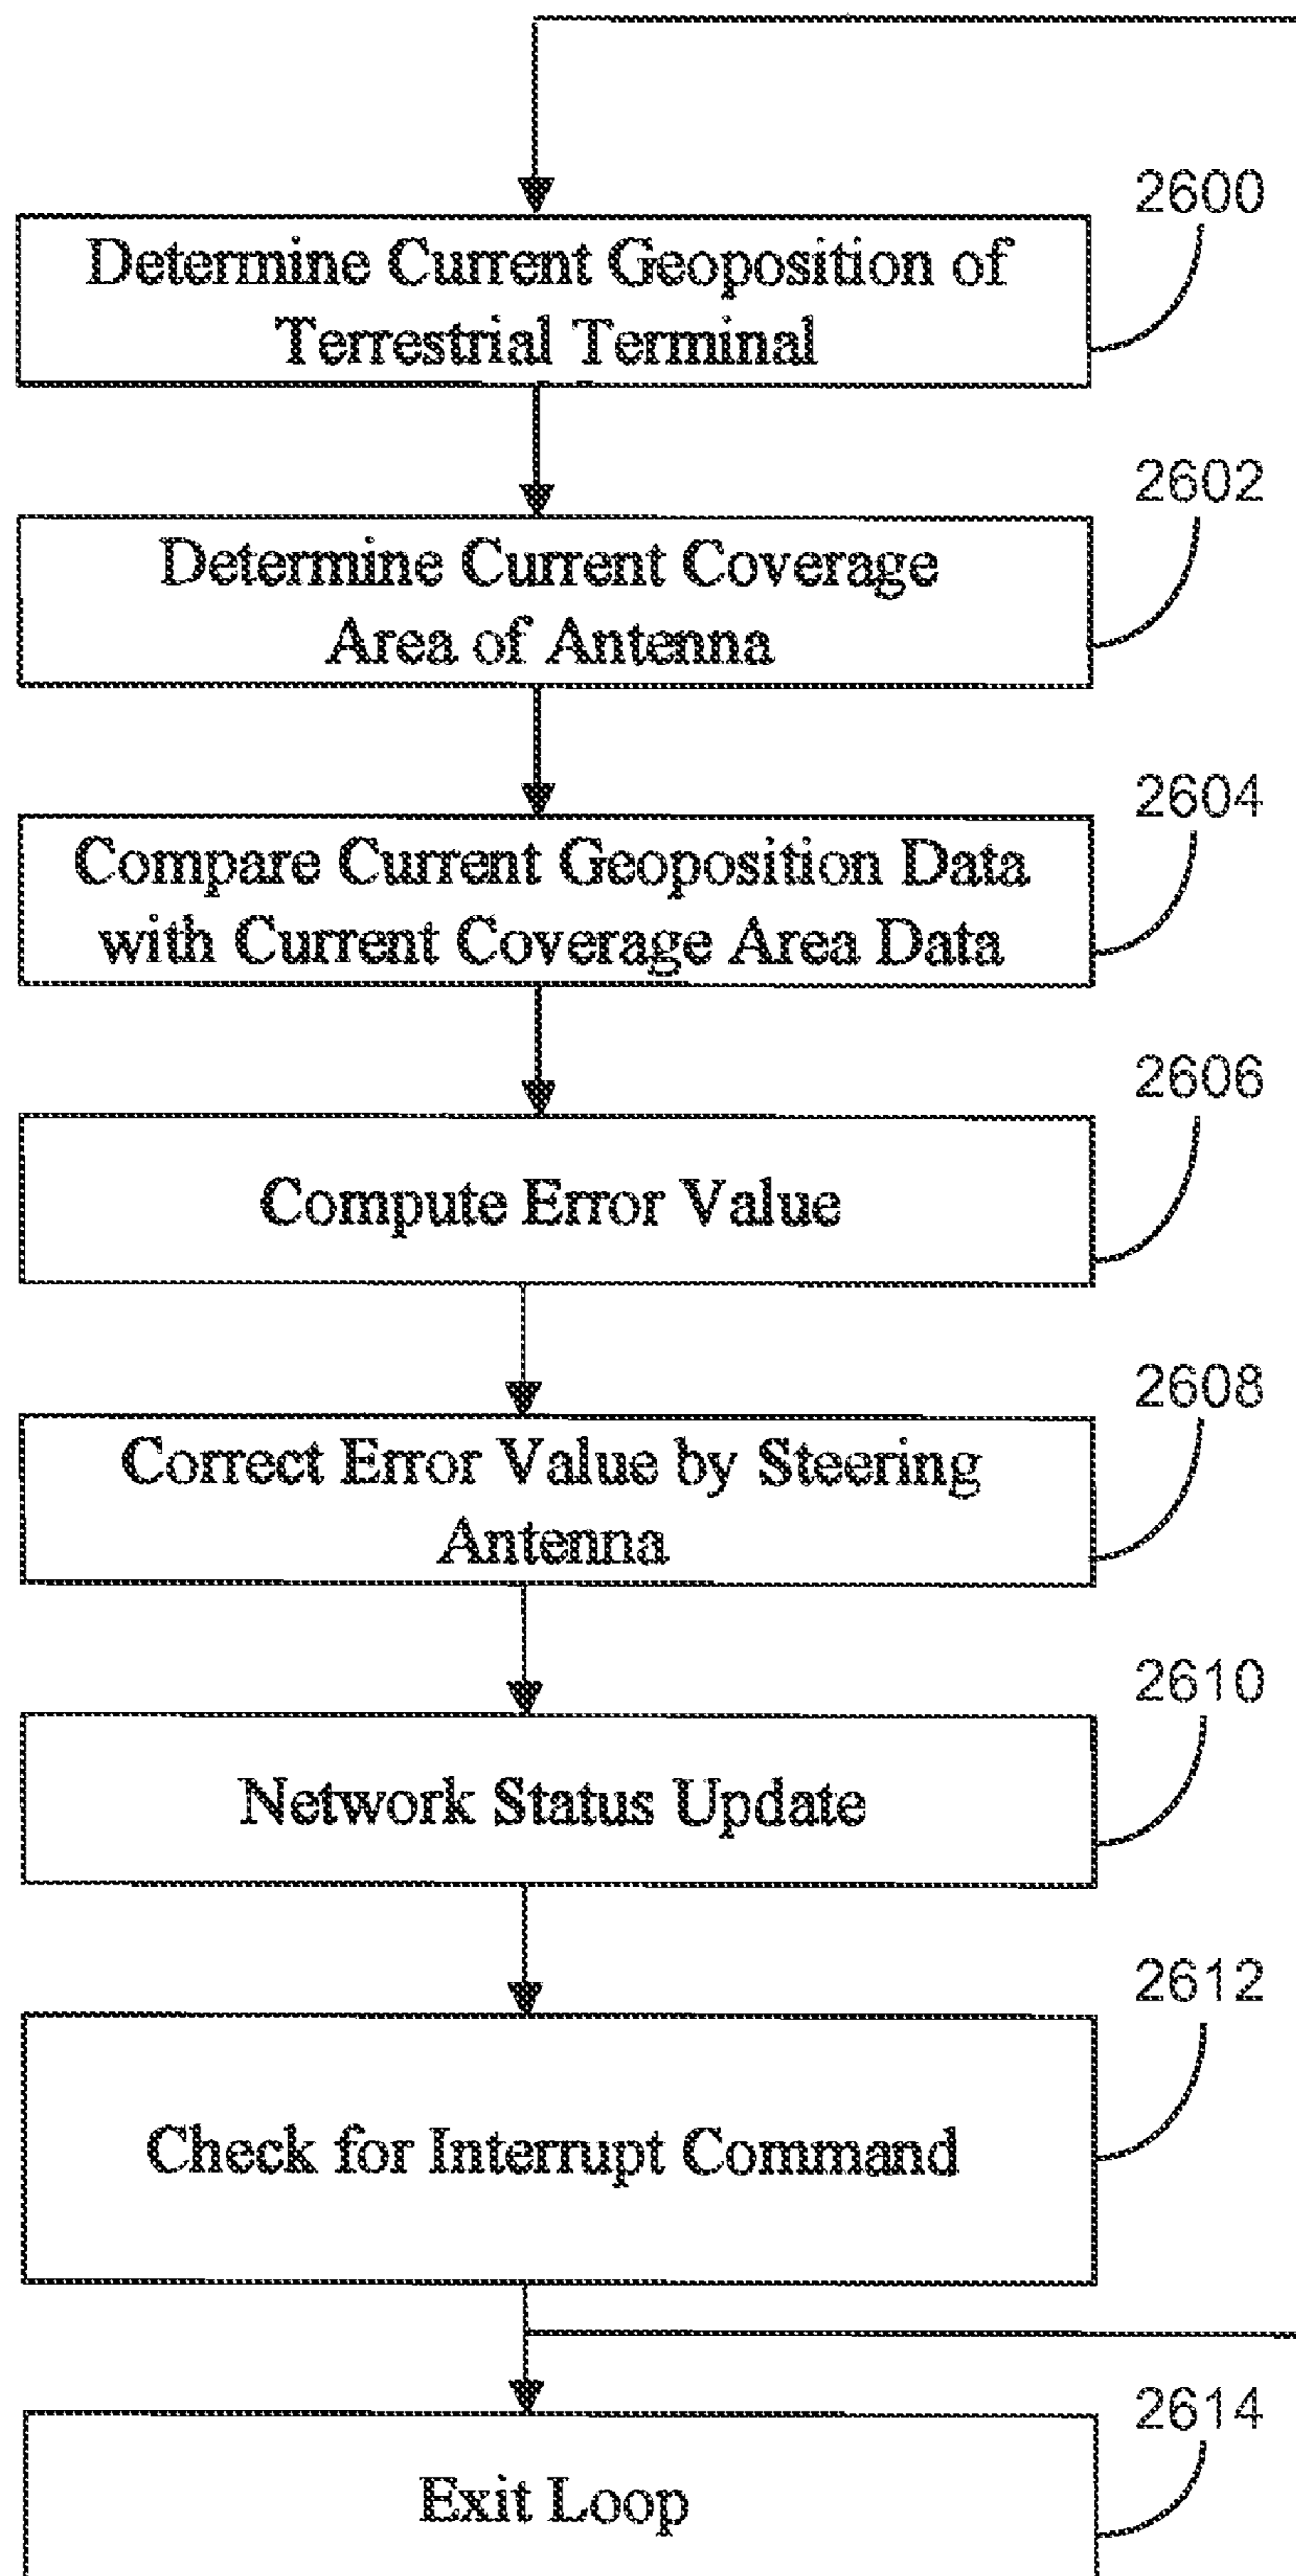 2600
Determine Current Geoposition of
Terrestrial Terminal
2602
Determine Current Coverage
Area of Antenna
2604
Compare Current Geoposition Data
with Current Coverage Area Data
2606
Compute Error Value
2608
Correct Error Value by Steering
Antenna
2610
Network Status Update
2612
Check for Interrupt Command
2614
Exit Loop